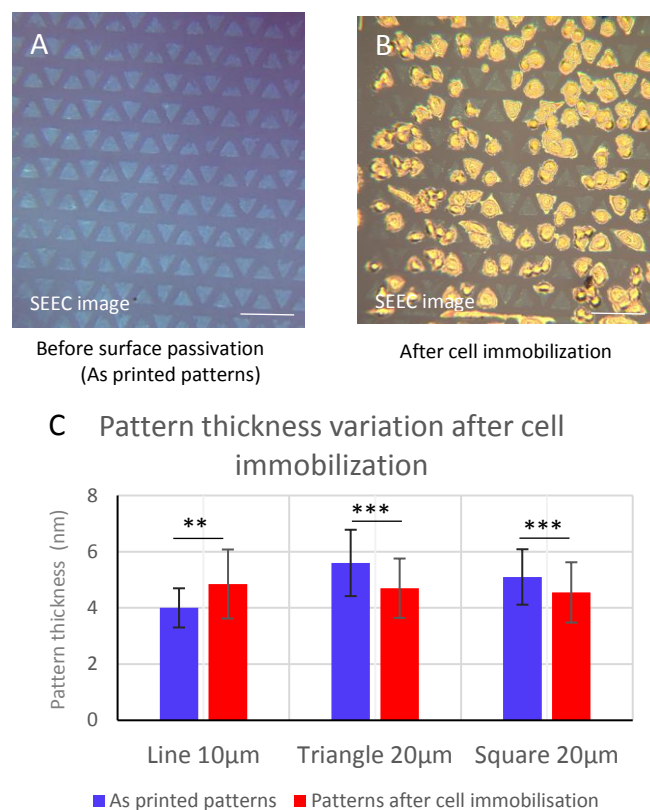 A
SEEC image
B
SEEC image
Before surface passivation
(As printed patterns)
After cell immobilization
C Pattern thickness variation after cell
immobilization
Pattern thickness (nm)
8
6
4
2
0
**
***
***
Line 10µm
Triangle 20µm
Square 20µm
As printed patterns
Patterns after cell immobilisation